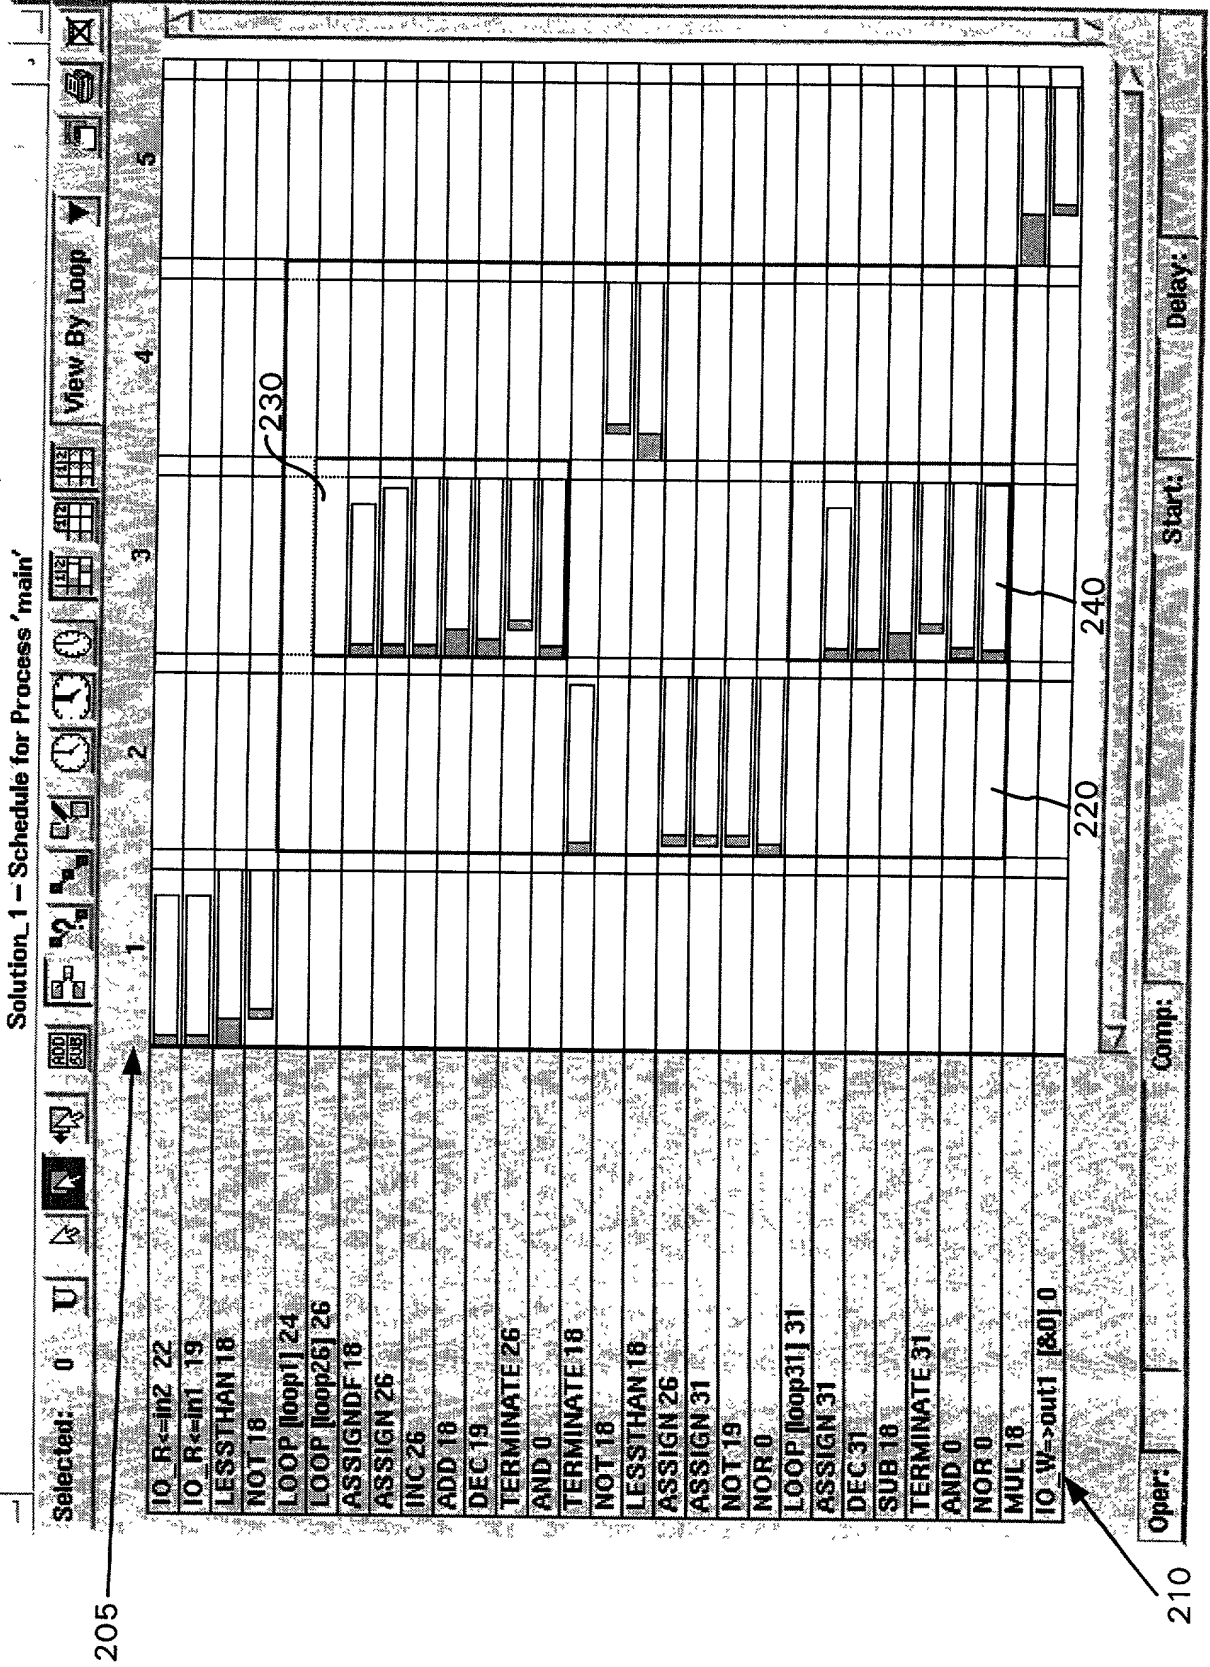 Solution_1 – Schedule for Process 'main'
Selected: 0 U
ADD
SUB
View By Loop
1 2 3 4 5
IO_R<=in2 22
IO_R<=in1 19
LESSTHAN 18
NOT 18
LOOP [loop1] 24
LOOP [loop26] 26
ASSIGNDF 18
ASSIGN 26
INC 26
ADD 18
DEC 19
TERMINATE 26
AND 0
TERMINATE 18
NOT 18
LESSTHAN 18
ASSIGN 26
ASSIGN 31
NOT 19
NOR 0
LOOP [loop31] 31
ASSIGN 31
DEC 31
SUB 18
TERMINATE 31
AND 0
NOR 0
MUL 18
IO_W=>out1 [&0] 0
Oper: Comp: Start: Delay:
205
210
220
230
240